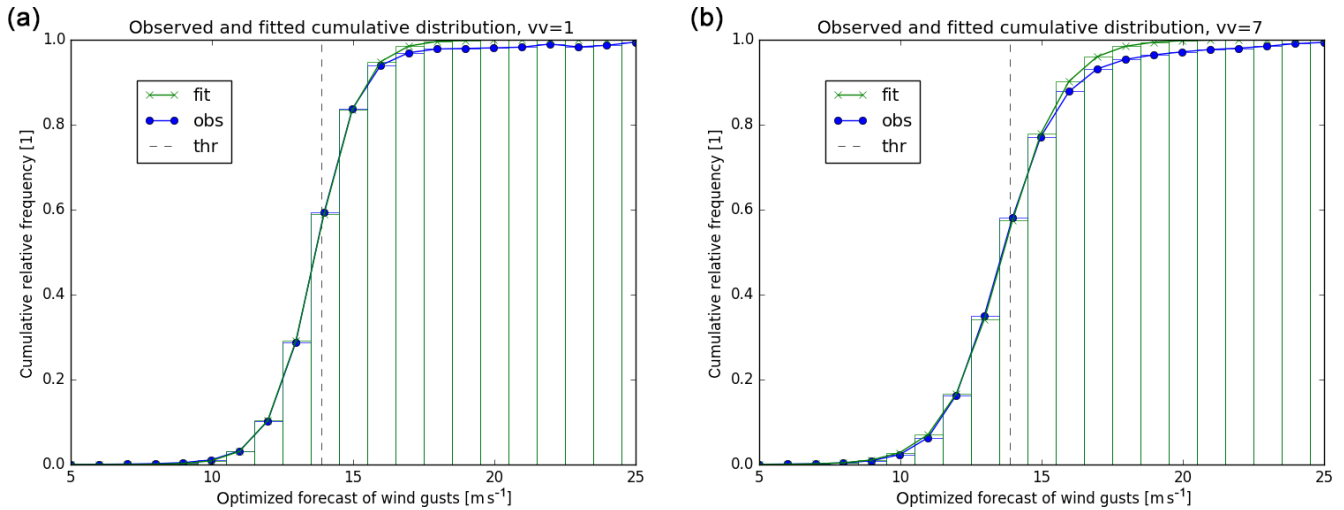 (a)
Observed and fitted cumulative distribution, vv=1
1.0
0.8
0.6
0.4
0.2
0.0
Cumulative relative frequency [1]
fit
obs
thr
5 10 15 20 25
Optimized forecast of wind gusts [m s⁻¹]
(b)
Observed and fitted cumulative distribution, vv=7
1.0
0.8
0.6
0.4
0.2
0.0
Cumulative relative frequency [1]
fit
obs
thr
5 10 15 20 25
Optimized forecast of wind gusts [m s⁻¹]